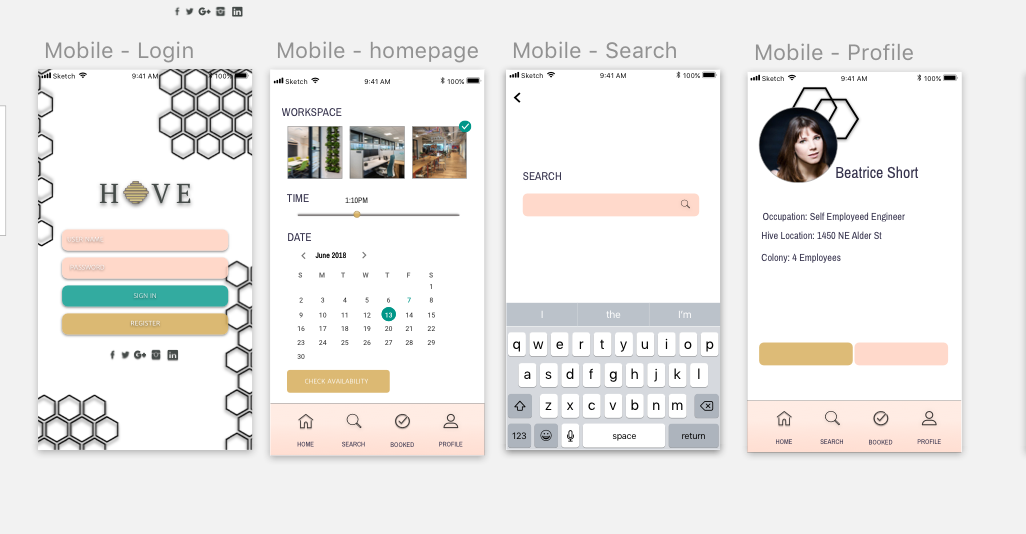 Mobile - Login
Sketch 9:41 AM 100%
H VE
USER NAME
PASSWORD
SIGN IN
REGISTER
Mobile - homepage
Sketch 9:41 AM 100%
WORKSPACE
TIME
1:10PM
DATE
June 2018
S M T W T F S
1
2 3 4 5 6 7 8
9 10 11 12 13 14 15
16 17 18 19 20 21 22
23 24 25 26 27 28 29
30
CHECK AVAILABILITY
HOME SEARCH BOOKED PROFILE
Mobile - Search
Sketch 9:41 AM 100%
SEARCH
I the I'm
q w e r t y u i o p
a s d f g h j k l
z x c v b n m
123 space return
Mobile - Profile
Sketch 9:41 AM 100%
Beatrice Short
Occupation: Self Employeed Engineer
Hive Location: 1450 NE Alder St
Colony: 4 Employees
HOME SEARCH BOOKED PROFILE